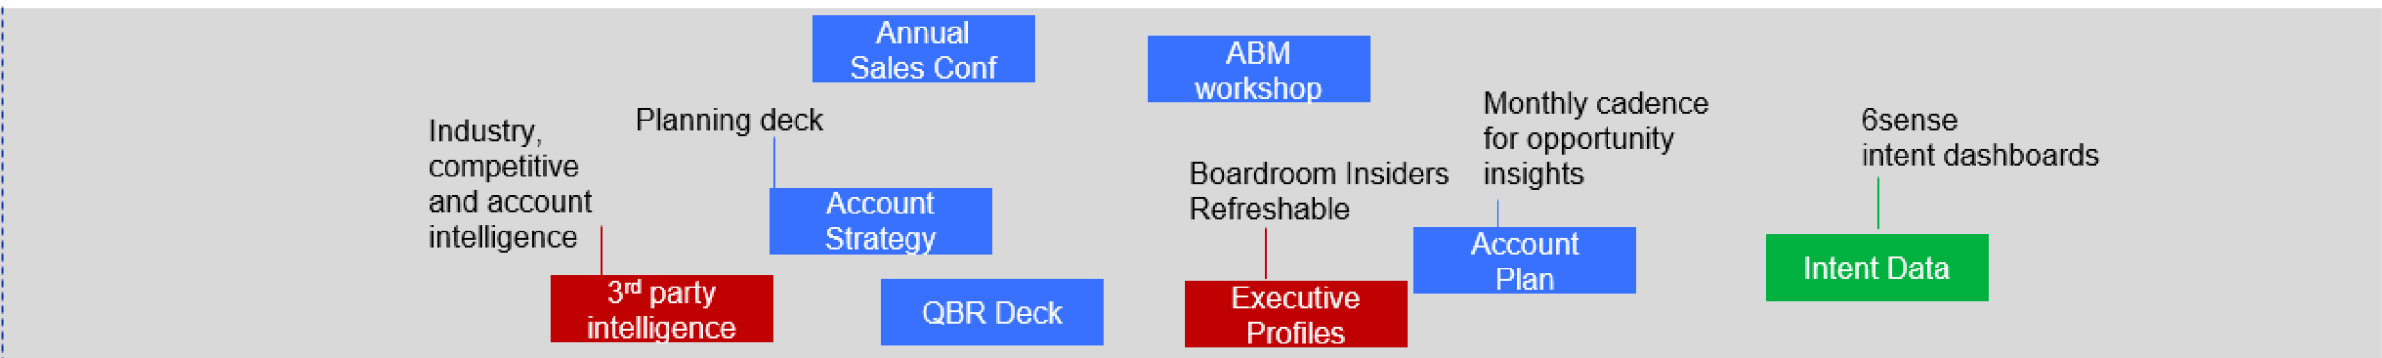 Annual
Sales Conf
ABM
workshop
Industry,
competitive
and account
intelligence
Planning deck
Account
Strategy
3rd party
intelligence
QBR Deck
Boardroom Insiders
Refreshable
Executive
Profiles
Monthly cadence
for opportunity
insights
Account
Plan
6sense
intent dashboards
Intent Data